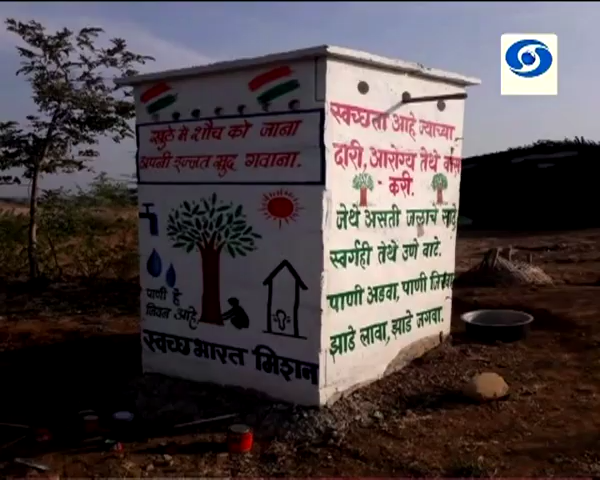 खुले मे शौच को जाना
अपनी इज्जत खुद गवाना.
पाणी हे
जिवन आहे
स्वच्छ भारत मिशन
स्वच्छता आहे ज्याच्या
दारी, आरोग्य तेथे वास
करी.
जेथे असती जलाचे साठे
स्वर्गही तेथे उणे वाटे.
पाणी अडवा, पाणी जिरवा
झाडे लावा, झाडे जगवा.